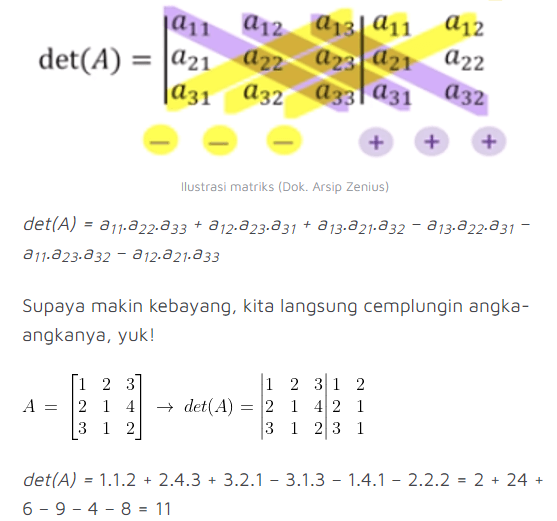 det(A) = |a₁₁ a₁₂ a₁₃| a₁₁ a₁₂
|a₂₁ a₂₂ a₂₃| a₂₁ a₂₂
|a₃₁ a₃₂ a₃₃| a₃₁ a₃₂
− − − + + +
Ilustrasi matriks (Dok. Arsip Zenius)
det(A) = a₁₁.a₂₂.a₃₃ + a₁₂.a₂₃.a₃₁ + a₁₃.a₂₁.a₃₂ − a₁₃.a₂₂.a₃₁ −
a₁₁.a₂₃.a₃₂ − a₁₂.a₂₁.a₃₃
Supaya makin kebayang, kita langsung cemplungin angka-
angkanya, yuk!
A = [1 2 3] → det(A) = |1 2 3| 1 2
[2 1 4] |2 1 4| 2 1
[3 1 2] |3 1 2| 3 1
det(A) = 1.1.2 + 2.4.3 + 3.2.1 − 3.1.3 − 1.4.1 − 2.2.2 = 2 + 24 +
6 − 9 − 4 − 8 = 11